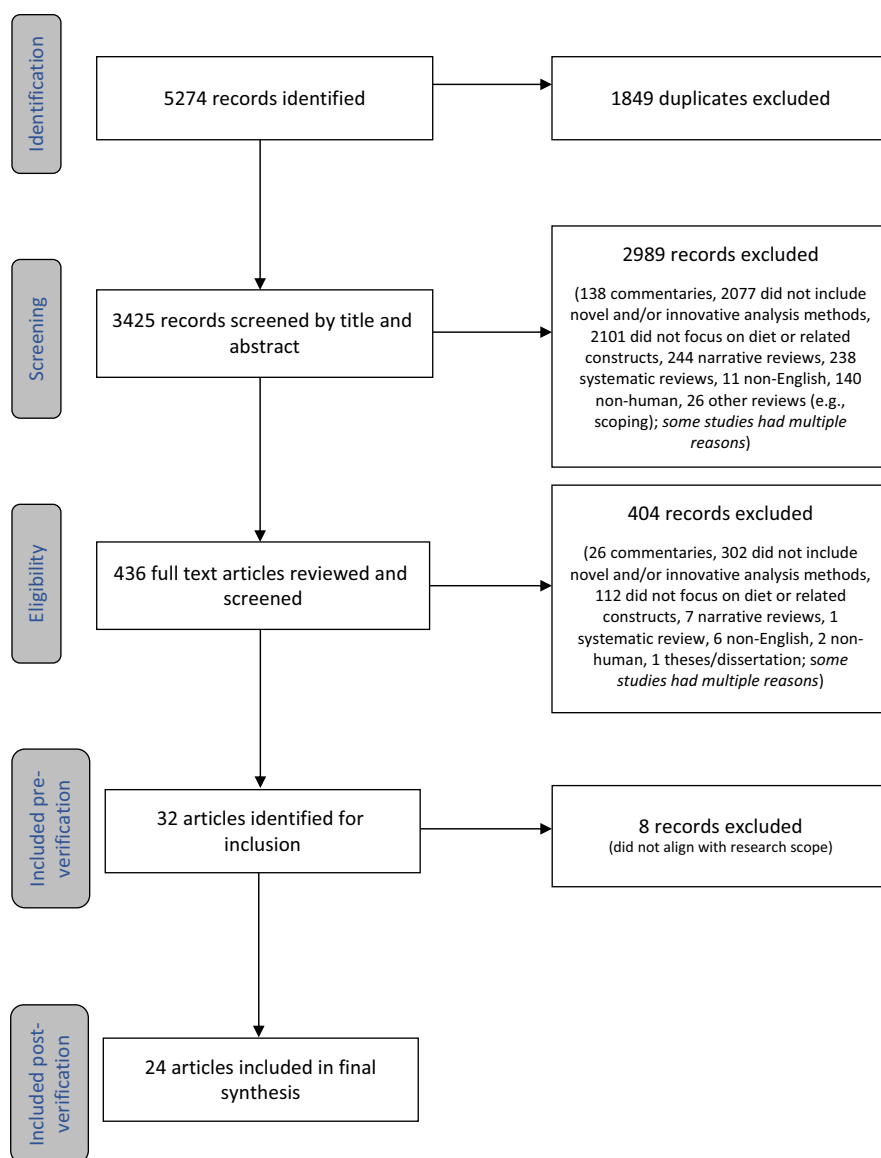 Identification
5274 records identified
1849 duplicates excluded
Screening
3425 records screened by title and
abstract
2989 records excluded
(138 commentaries, 2077 did not include
novel and/or innovative analysis methods,
2101 did not focus on diet or related
constructs, 244 narrative reviews, 238
systematic reviews, 11 non-English, 140
non-human, 26 other reviews (e.g.,
scoping); some studies had multiple
reasons)
Eligibility
436 full text articles reviewed and
screened
404 records excluded
(26 commentaries, 302 did not include
novel and/or innovative analysis methods,
112 did not focus on diet or related
constructs, 7 narrative reviews, 1
systematic review, 6 non-English, 2 non-
human, 1 theses/dissertation; some
studies had multiple reasons)
Included pre-
verification
32 articles identified for
inclusion
8 records excluded
(did not align with research scope)
Included post-
verification
24 articles included in final
synthesis